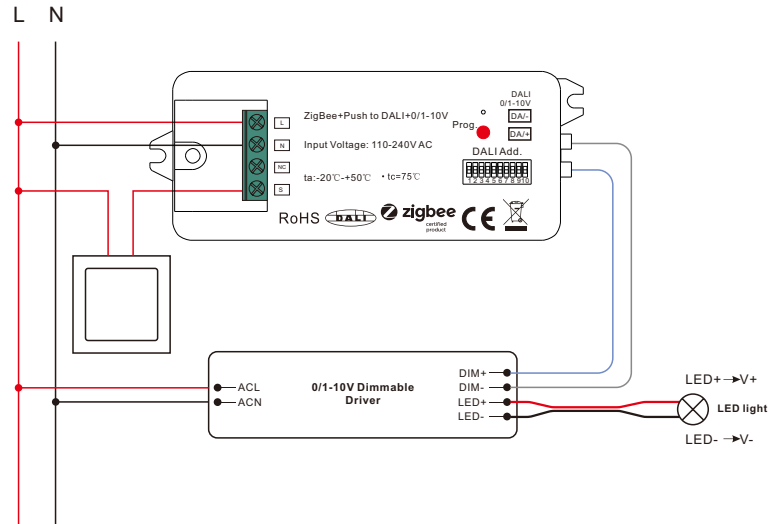 L N
DALI
0/1-10V
L
ZigBee+Push to DALI+0/1-10V
Prog.
DA/-
DA/+
N
Input Voltage: 110-240V AC
DALI Add.
NC
ta:-20℃-+50℃ • tc=75℃
1 2 3 4 5 6 7 8 9 10
S
RoHS DALI zigbee CE
certified
product
DIM+
ACL
0/1-10V Dimmable
DIM-
LED+→V+
ACN
Driver
LED+
LED light
LED-
LED- →V-